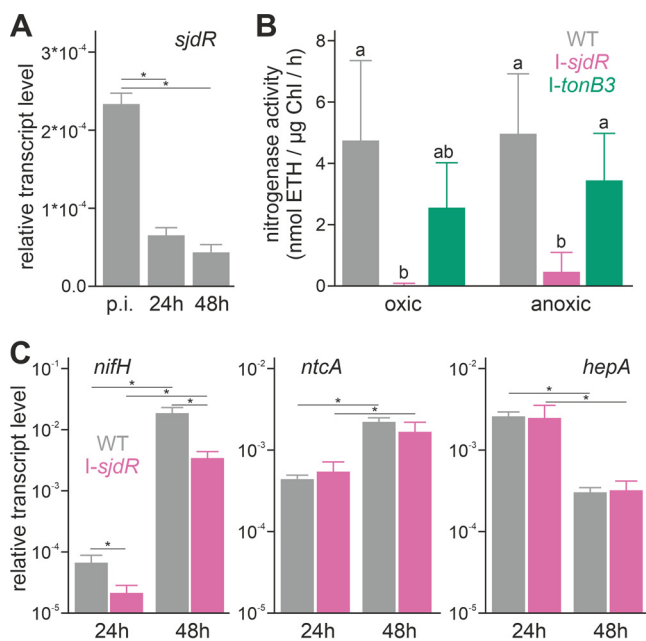 A
sjdR
relative transcript level
3*10⁻⁴
2*10⁻⁴
1*10⁻⁴
0.0
* 
*
p.i. 24h 48h
B
WT
I-sjdR
I-tonB3
nitrogenase activity
(nmol ETH / µg Chl / h)
8
6
4
2
0
a b ab
a b a
oxic anoxic
C
relative transcript level
nifH
10⁻¹
10⁻²
10⁻³
10⁻⁴
10⁻⁵
WT
I-sjdR
*
*
*
*
24h 48h
ntcA
10⁻²
10⁻³
10⁻⁴
10⁻⁵
*
*
24h 48h
hepA
10⁻²
10⁻³
10⁻⁴
10⁻⁵
*
*
24h 48h